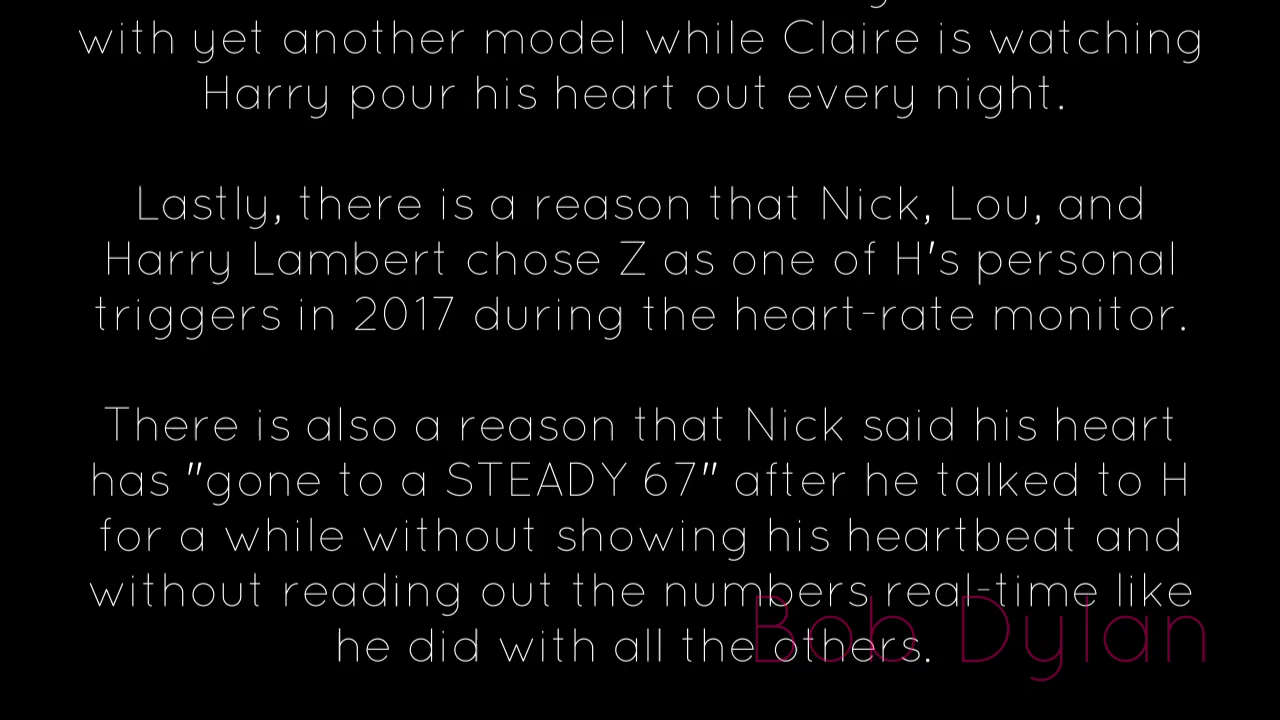 with yet another model while Claire is watching
Harry pour his heart out every night.
Lastly, there is a reason that Nick, Lou, and
Harry Lambert chose Z as one of H's personal
triggers in 2017 during the heart-rate monitor.
There is also a reason that Nick said his heart
has "gone to a STEADY 67" after he talked to H
for a while without showing his heartbeat and
without reading out the numbers real-time like
he did with all the others.
Bob Dylan